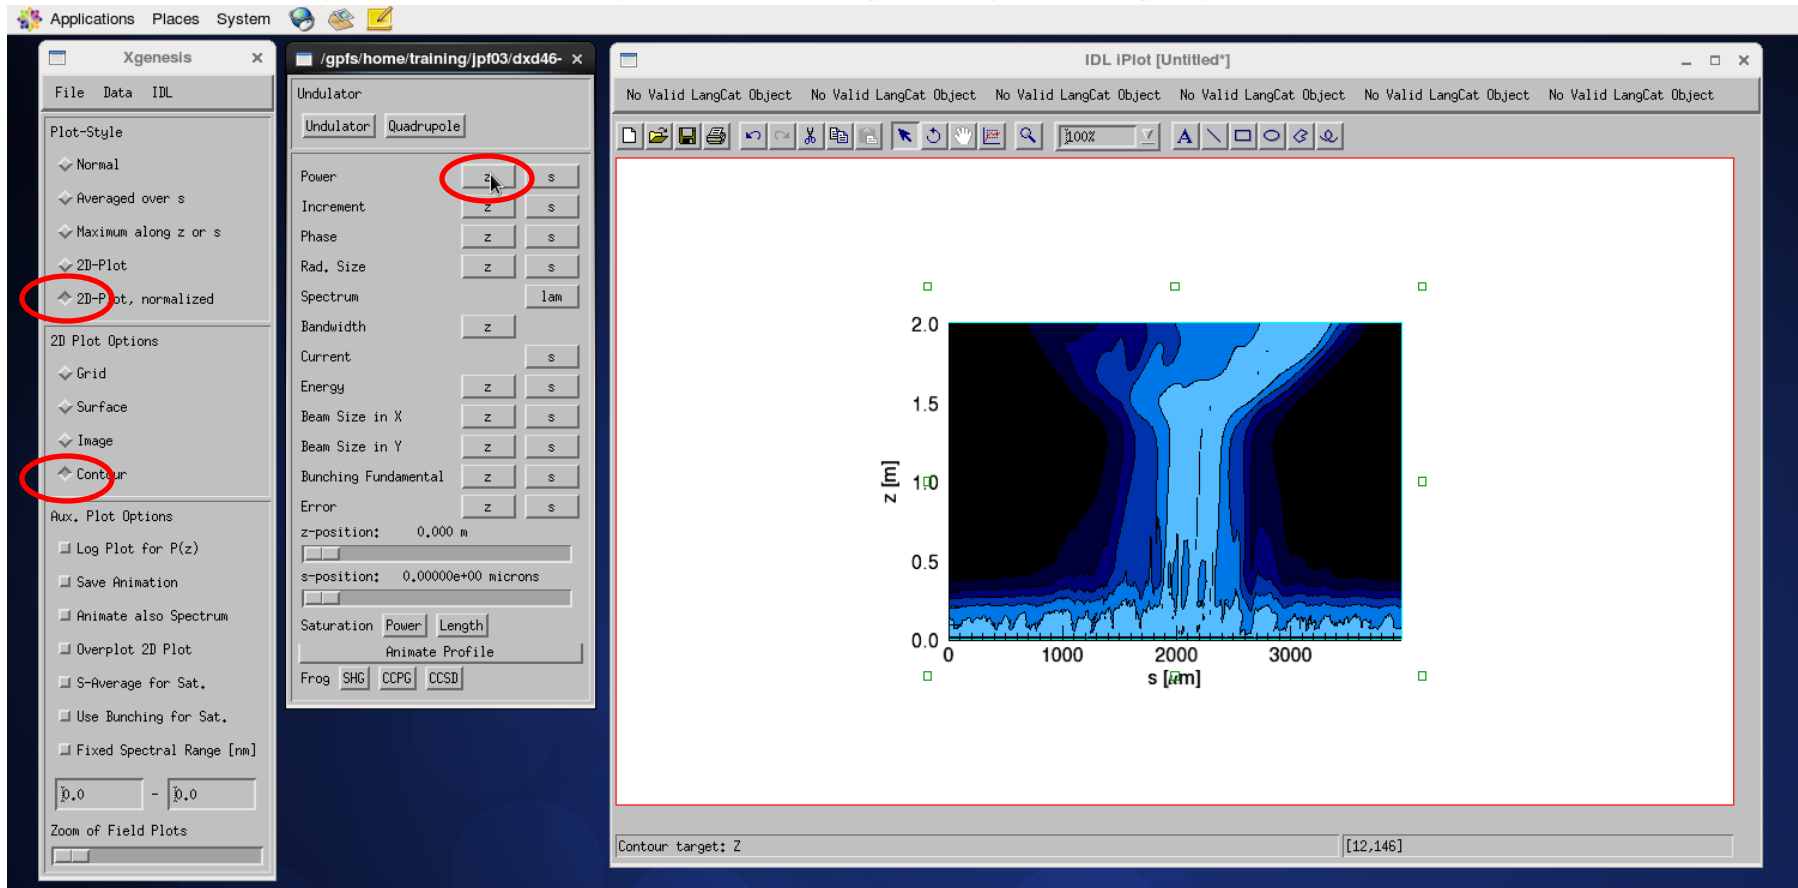 Applications Places System
Xgenesis
File Data IDL
Plot-Style
Normal
Averaged over s
Maximum along z or s
2D-Plot
2D-Plot, normalized
2D Plot Options
Grid
Surface
Image
Contour
Aux. Plot Options
Log Plot for P(z)
Save Animation
Animate also Spectrum
Overplot 2D Plot
S-Average for Sat.
Use Bunching for Sat.
Fixed Spectral Range [nm]
0.0 - 0.0
Zoom of Field Plots
/gpfs/home/training/jpf03/dxd46-
Undulator
Undulator Quadrupole
Power z s
Increment z s
Phase z s
Rad. Size z s
Spectrum lam
Bandwidth z
Current s
Energy z s
Beam Size in X z s
Beam Size in Y z s
Bunching Fundamental z s
Error z s
z-position: 0.000 m
s-position: 0.00000e+00 microns
Saturation Power Length
Animate Profile
Frog SHG CCPG CCSD
IDL iPlot [Untitled*]
No Valid LangCat Object No Valid LangCat Object No Valid LangCat Object No Valid LangCat Object No Valid LangCat Object No Valid LangCat Object
100% A
2.0
1.5
1.0
0.5
0.0
z [m]
0 1000 2000 3000
s [μm]
Contour target: Z [12,146]